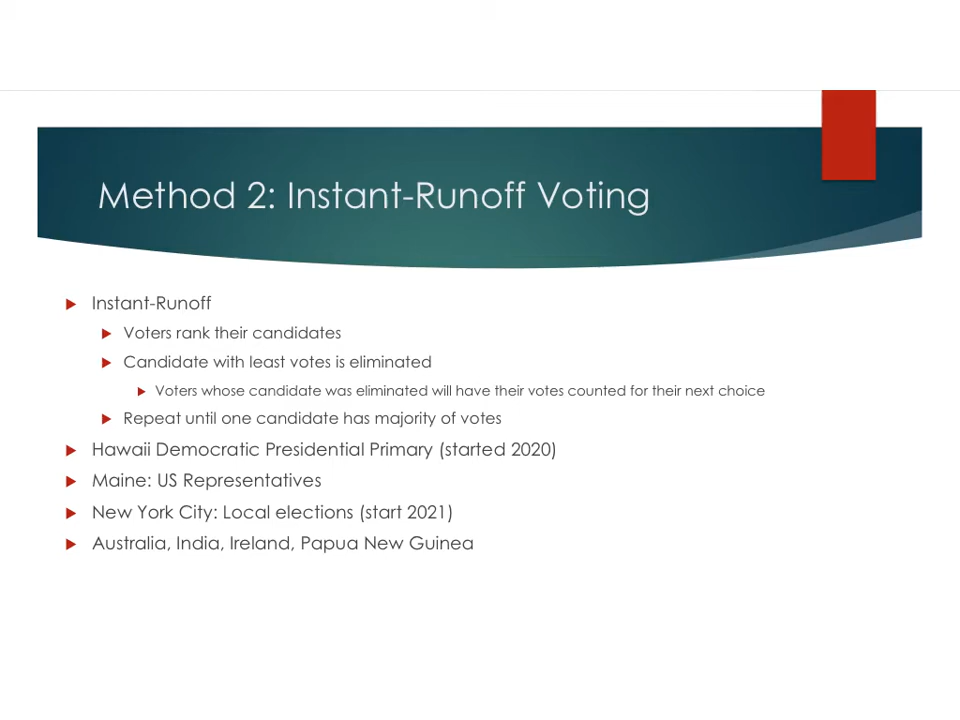 Method 2: Instant-Runoff Voting
Instant-Runoff
Voters rank their candidates
Candidate with least votes is eliminated
Voters whose candidate was eliminated will have their votes counted for their next choice
Repeat until one candidate has majority of votes
Hawaii Democratic Presidential Primary (started 2020)
Maine: US Representatives
New York City: Local elections (start 2021)
Australia, India, Ireland, Papua New Guinea